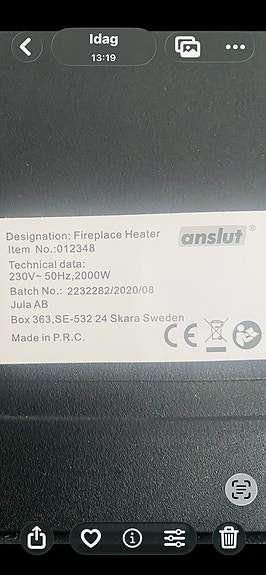 Idag
13:19
Designation: Fireplace Heater
anslut®
Item No.:012348
Technical data:
230V~ 50Hz,2000W
Batch No.: 2232282/2020/08
Jula AB
Box 363,SE-532 24 Skara Sweden
CE
Made in P.R.C.